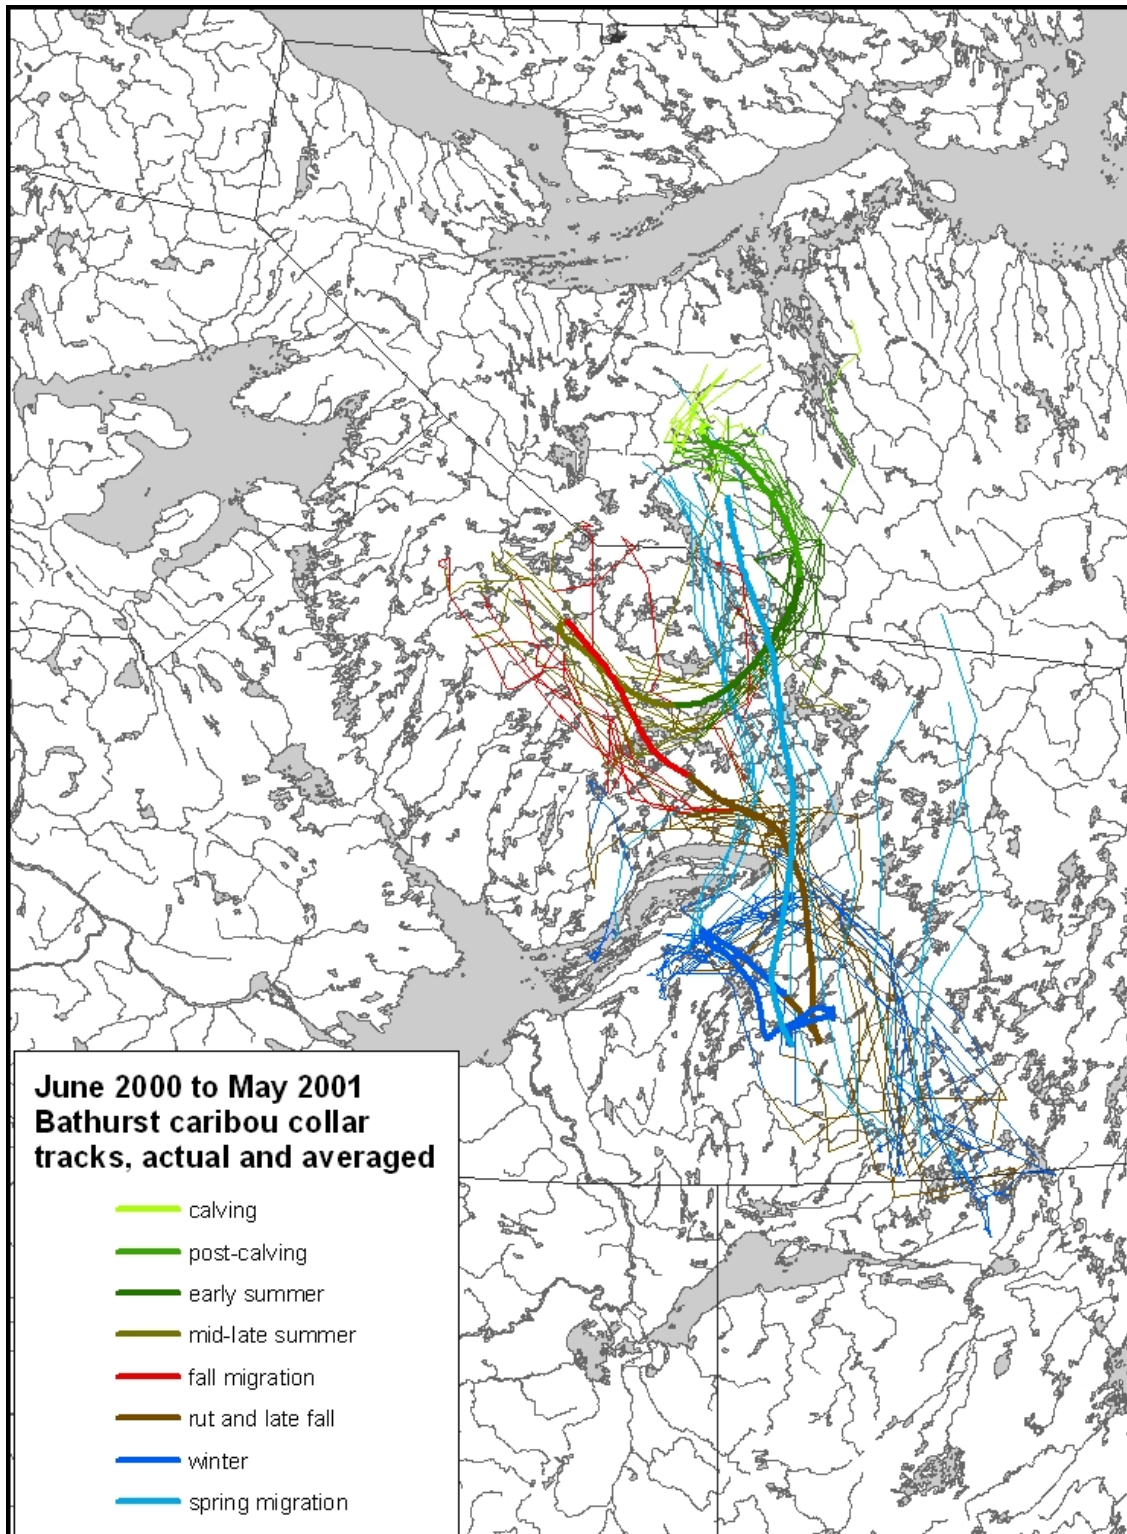 June 2000 to May 2001
Bathurst caribou collar
tracks, actual and averaged
calving
post-calving
early summer
mid-late summer
fall migration
rut and late fall
winter
spring migration